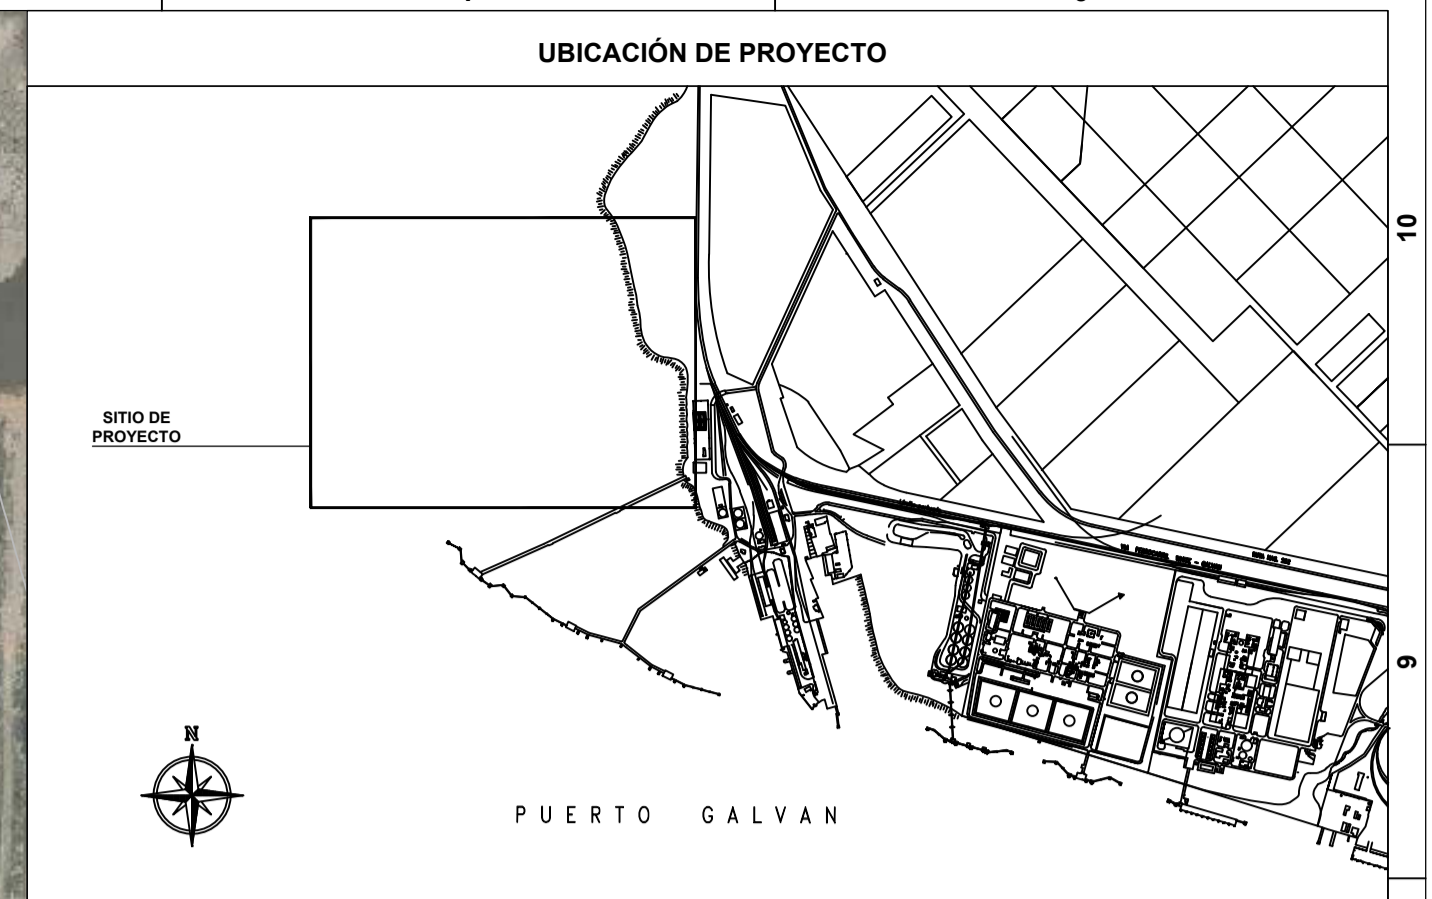 UBICACIÓN DE PROYECTO
10
SITIO DE
PROYECTO
9
N
PUERTO GALVAN